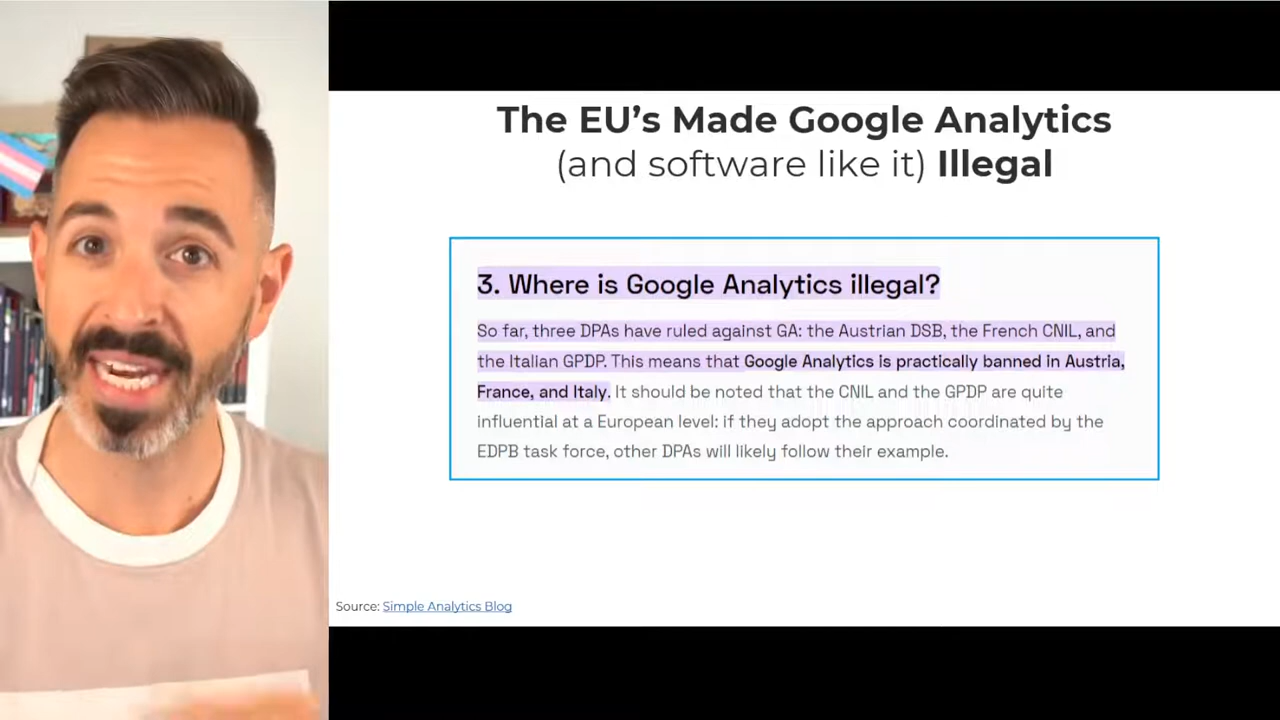 The EU’s Made Google Analytics
(and software like it) Illegal
3. Where is Google Analytics illegal?
So far, three DPAs have ruled against GA: the Austrian DSB, the French CNIL, and
the Italian GPDP. This means that Google Analytics is practically banned in Austria,
France, and Italy. It should be noted that the CNIL and the GPDP are quite
influential at a European level: if they adopt the approach coordinated by the
EDPB task force, other DPAs will likely follow their example.
Source: Simple Analytics Blog